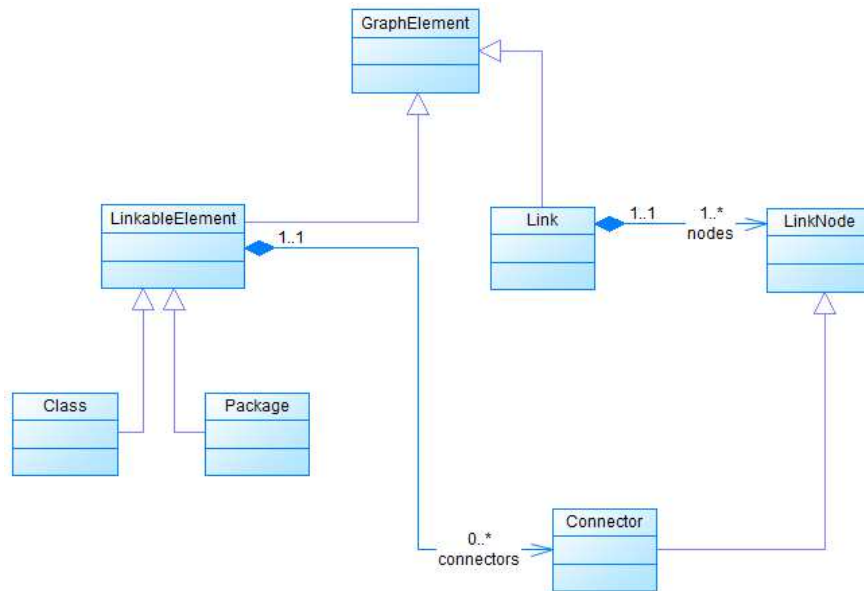 GraphElement
LinkableElement
1..1
Link
1..1
1..*
nodes
LinkNode
Class
Package
0..*
connectors
Connector